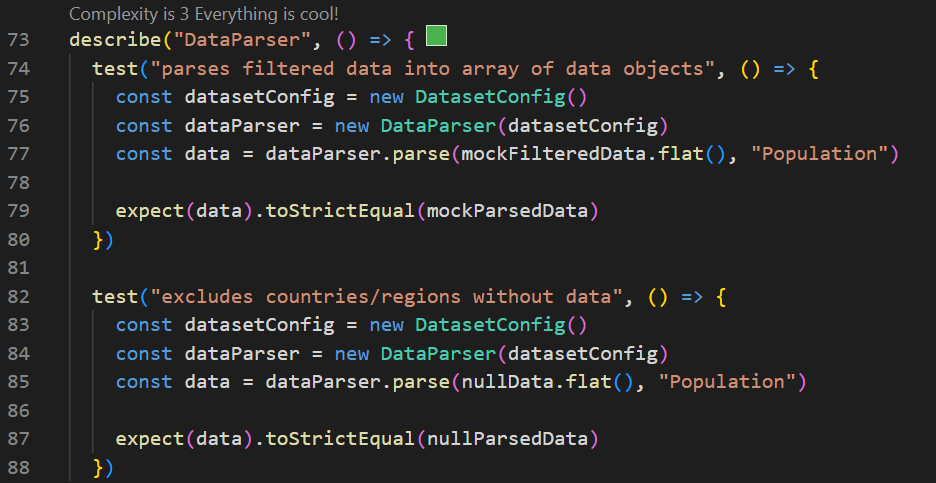 Complexity is 3 Everything is cool!
73 describe("DataParser", () => {
74 test("parses filtered data into array of data objects", () => {
75 const datasetConfig = new DatasetConfig()
76 const dataParser = new DataParser(datasetConfig)
77 const data = dataParser.parse(mockFilteredData.flat(), "Population")
78
79 expect(data).toStrictEqual(mockParsedData)
80 })
81
82 test("excludes countries/regions without data", () => {
83 const datasetConfig = new DatasetConfig()
84 const dataParser = new DataParser(datasetConfig)
85 const data = dataParser.parse(nullData.flat(), "Population")
86
87 expect(data).toStrictEqual(nullParsedData)
88 })